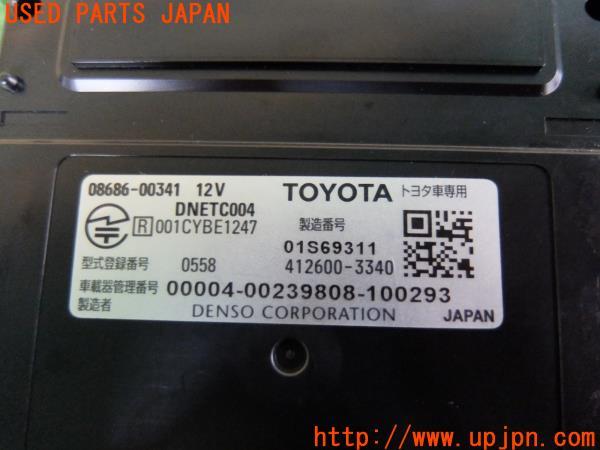 USED PARTS JAPAN
08686-00341 12V
TOYOTA トヨタ車専用
DNETC004
R 001CYBE1247
製造番号
01S69311
型式登録番号 0558 412600-3340
車載器管理番号 00004-00239808-100293
製造者 DENSO CORPORATION JAPAN
http://www.upjpn.com